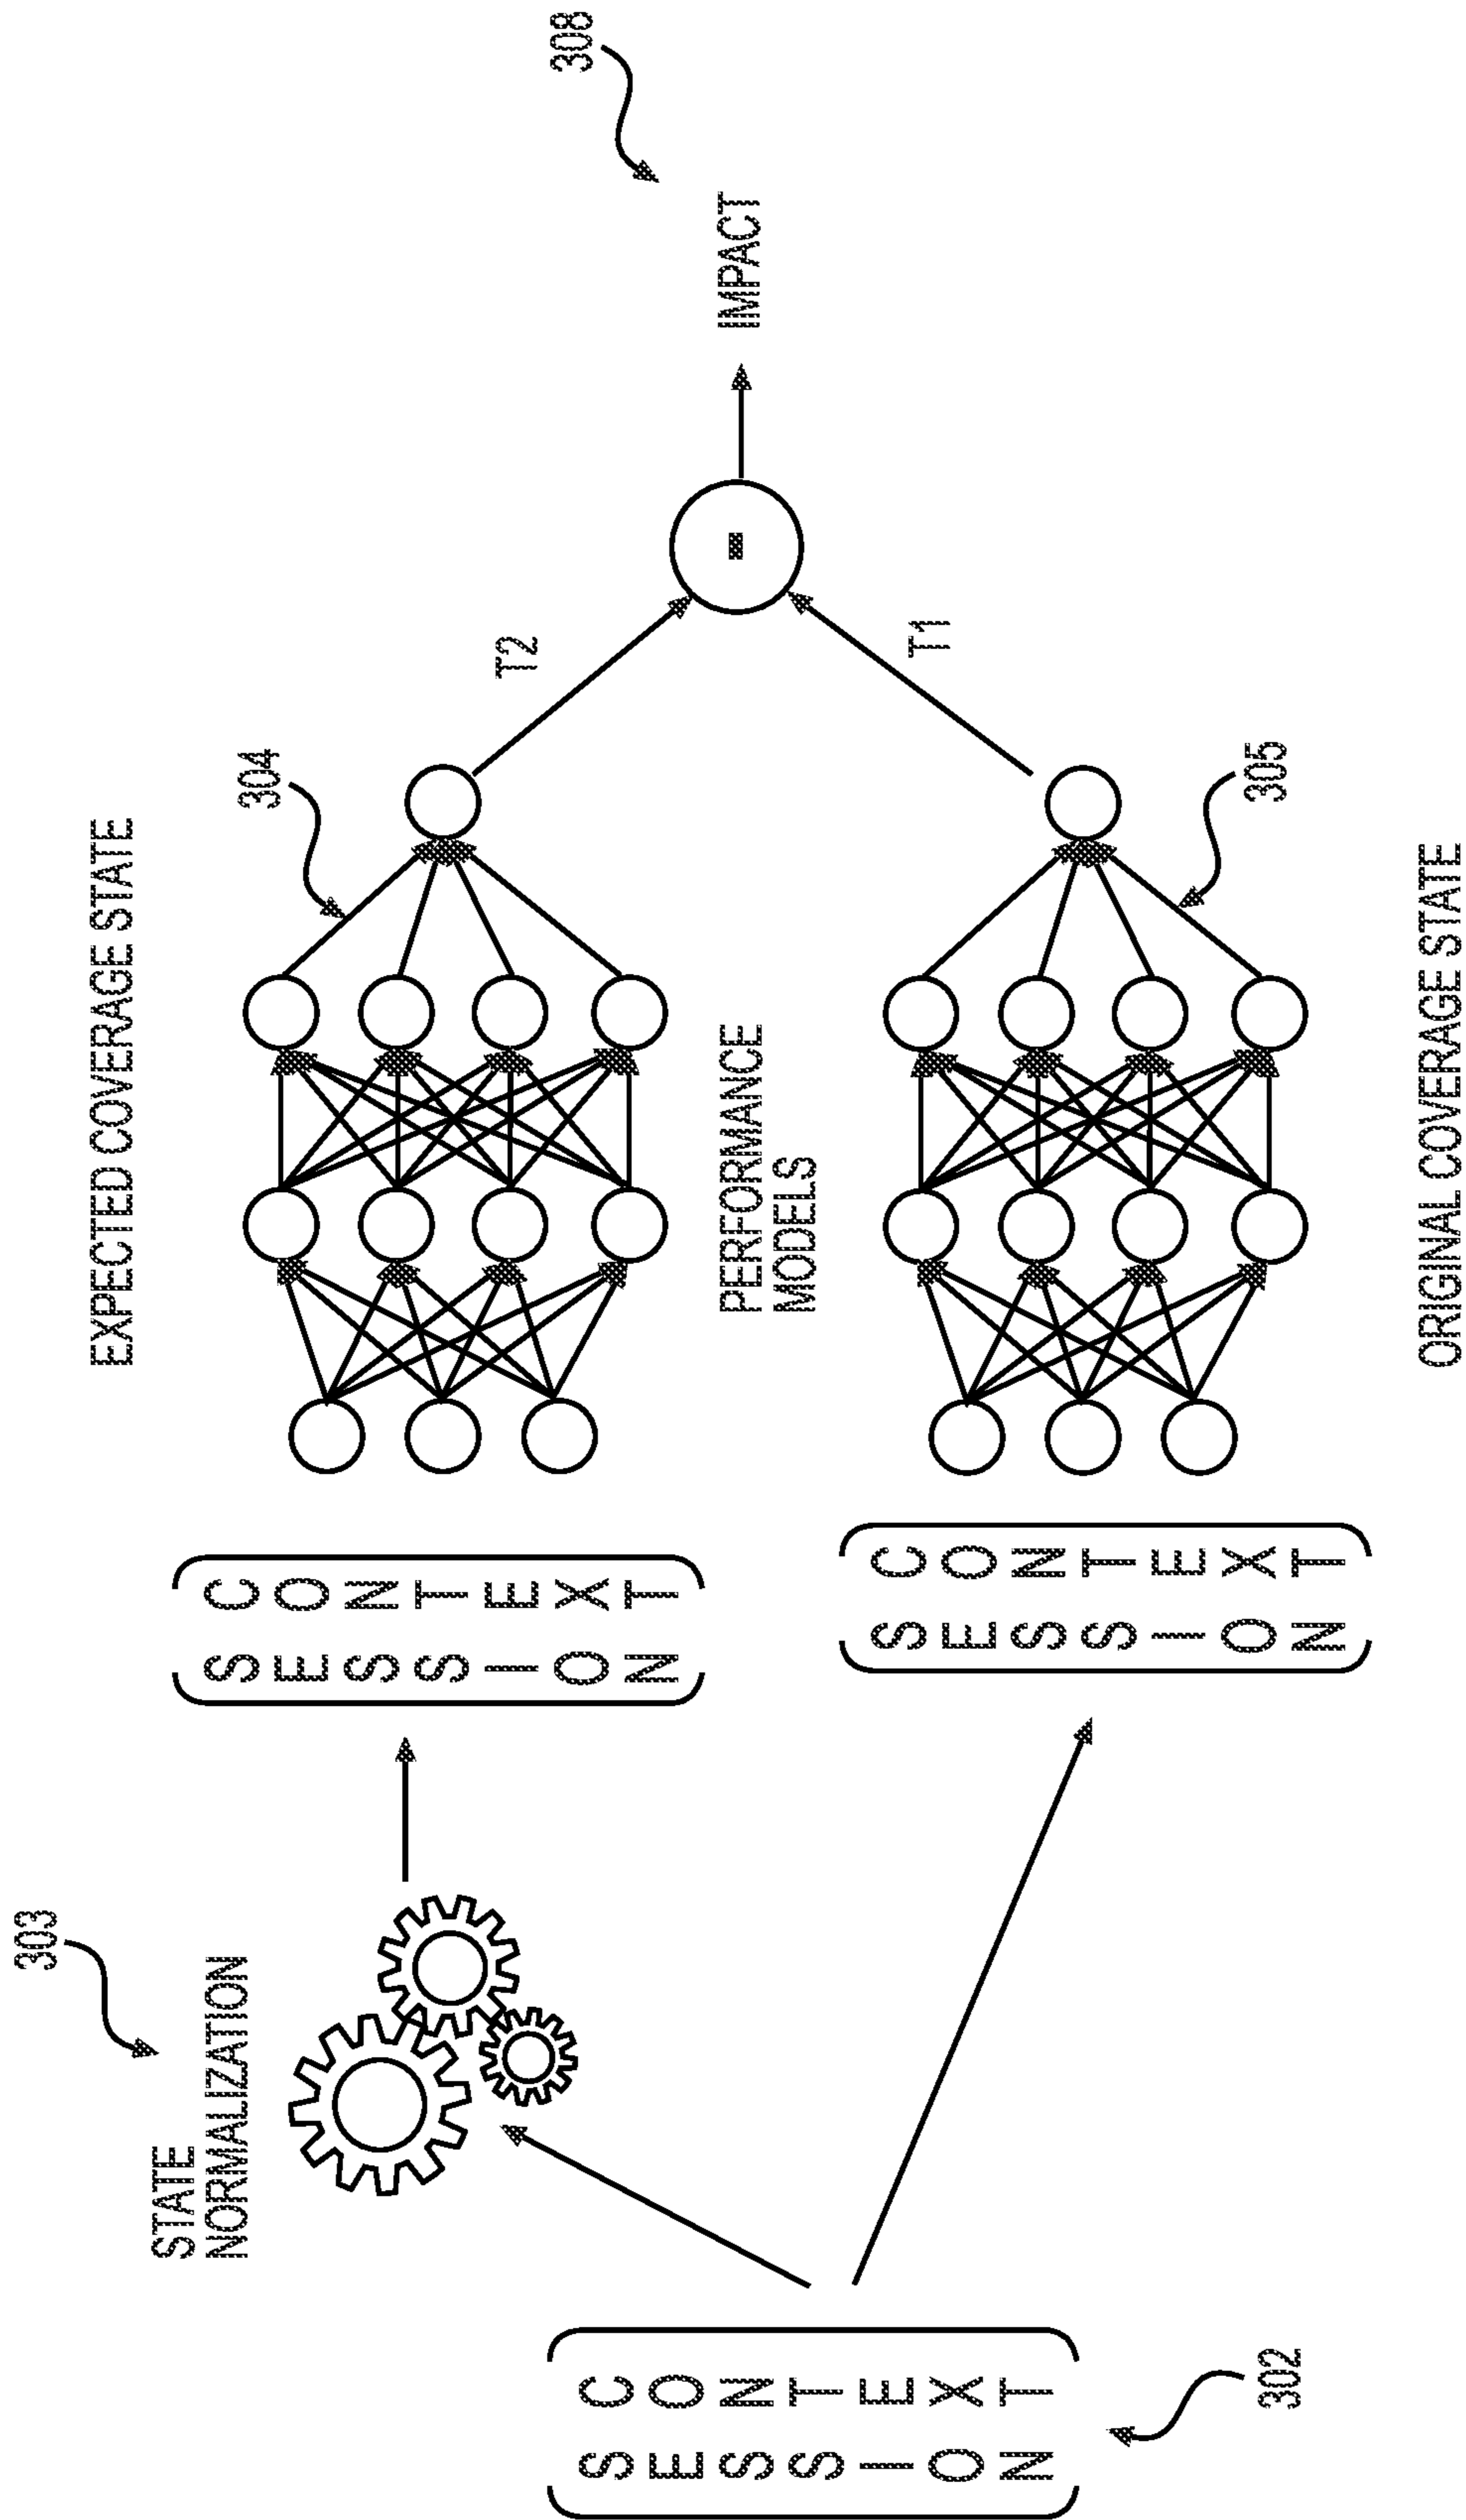 303
STATE
NORMALIZATION
EXPECTED COVERAGE STATE
304
SESSION
CONTEXT
T2
308
SESSION
CONTEXT
PERFORMANCE
MODELS
-
IMPACT
SESSION
CONTEXT
T1
302
305
ORIGINAL COVERAGE STATE